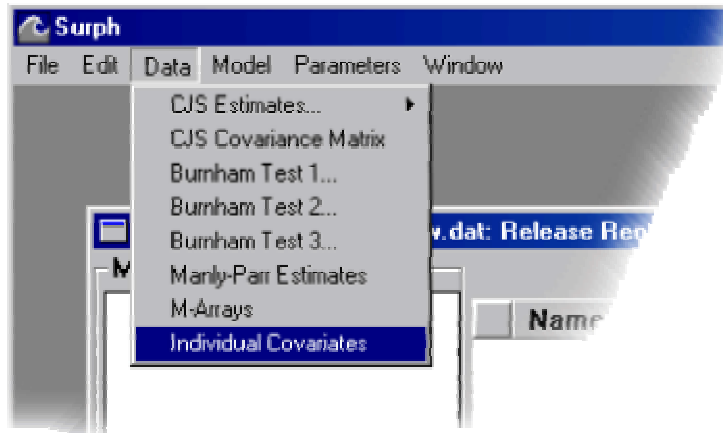 Surph
File Edit Data Model Parameters Window
CJS Estimates...
CJS Covariance Matrix
Burnham Test 1...
Burnham Test 2...
Burnham Test 3...
Manly-Parr Estimates
M-Arrays
Individual Covariates
w.dat: Release
M
Name